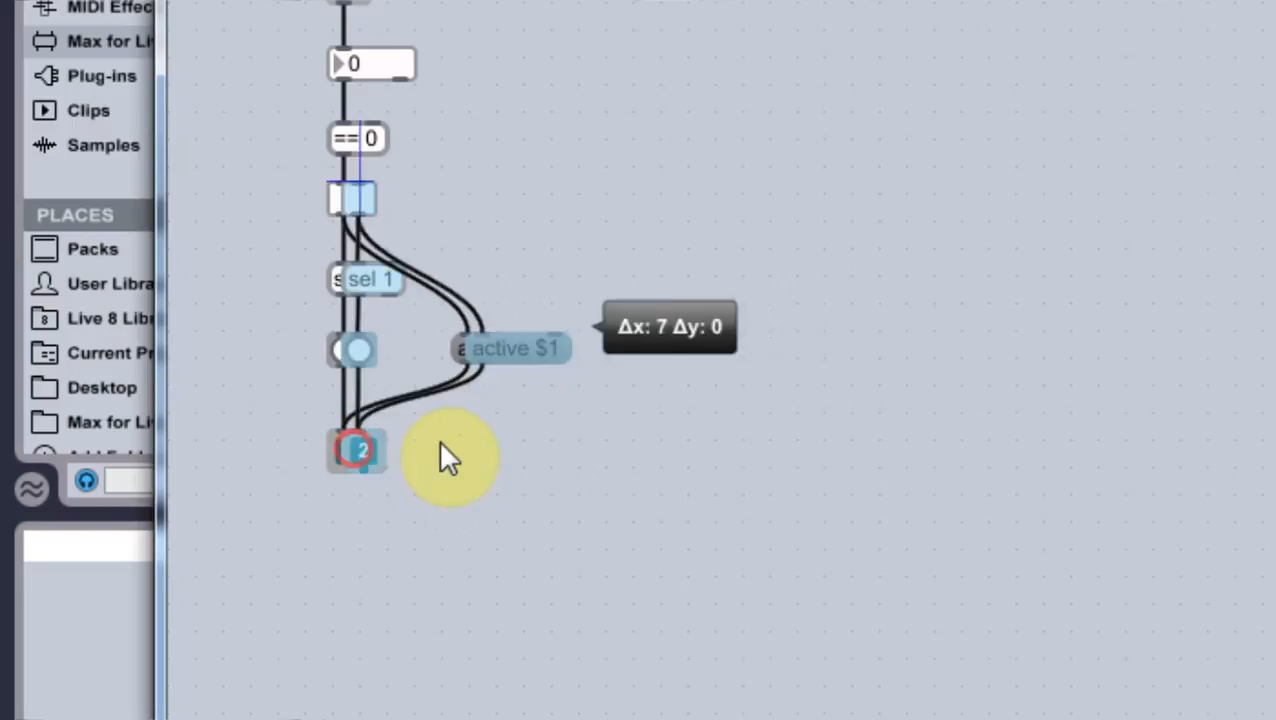 MIDI Effec
Max for Li
Plug-ins
Clips
Samples
PLACES
Packs
User Libra
Live 8 Libr
Current Pr
Desktop
Max for Li
0
== 0
s sel 1
a active $1
2
Δx: 7 Δy: 0